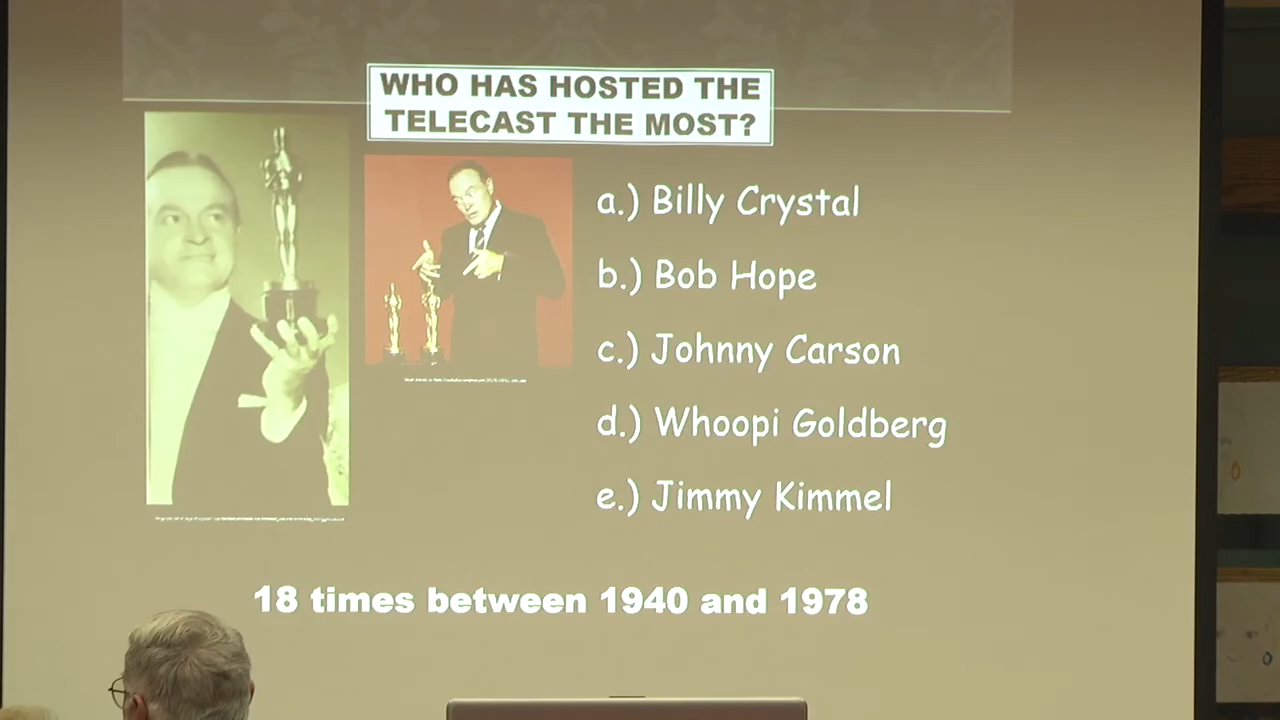 WHO HAS HOSTED THE
TELECAST THE MOST?
a.) Billy Crystal
b.) Bob Hope
c.) Johnny Carson
d.) Whoopi Goldberg
e.) Jimmy Kimmel
18 times between 1940 and 1978